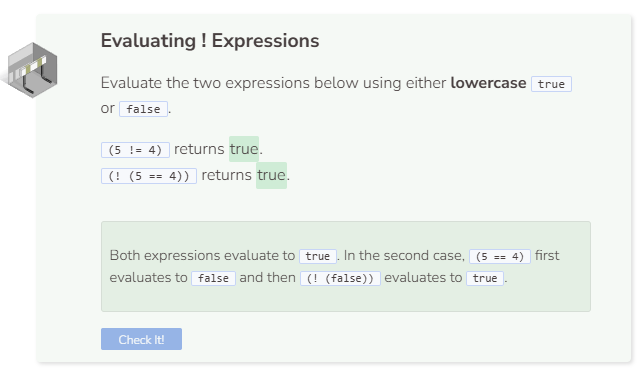 Evaluating ! Expressions
Evaluate the two expressions below using either lowercase true
or false.
(5 != 4) returns true.
(! (5 == 4)) returns true.
Both expressions evaluate to true. In the second case, (5 == 4) first
evaluates to false and then (! (false)) evaluates to true.
Check It!